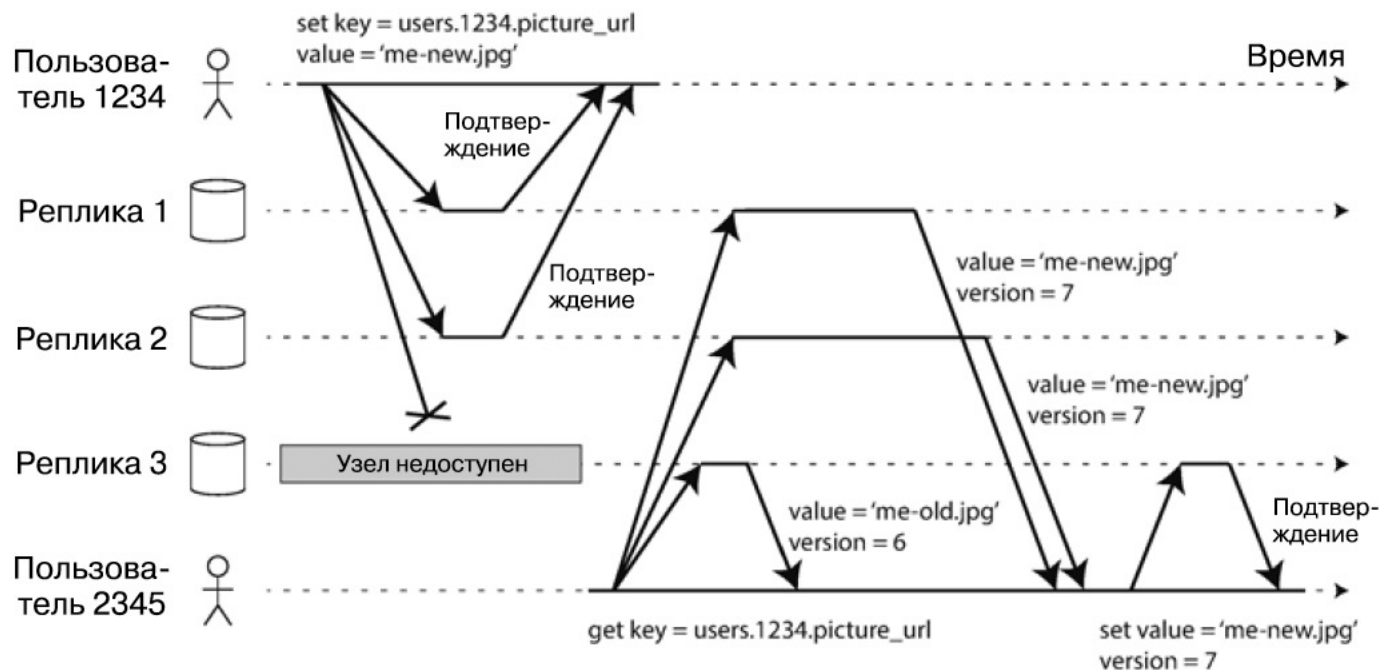 set key = users.1234.picture_url
value = ‘me-new.jpg’
Пользова-
тель 1234
Время
Подтвер-
ждение
Реплика 1
value = ‘me-new.jpg’
version = 7
Подтвер-
ждение
Реплика 2
value = ‘me-new.jpg’
version = 7
Реплика 3
Узел недоступен
value = ‘me-old.jpg’
version = 6
Подтвер-
ждение
Пользова-
тель 2345
get key = users.1234.picture_url
set value = ‘me-new.jpg’
version = 7